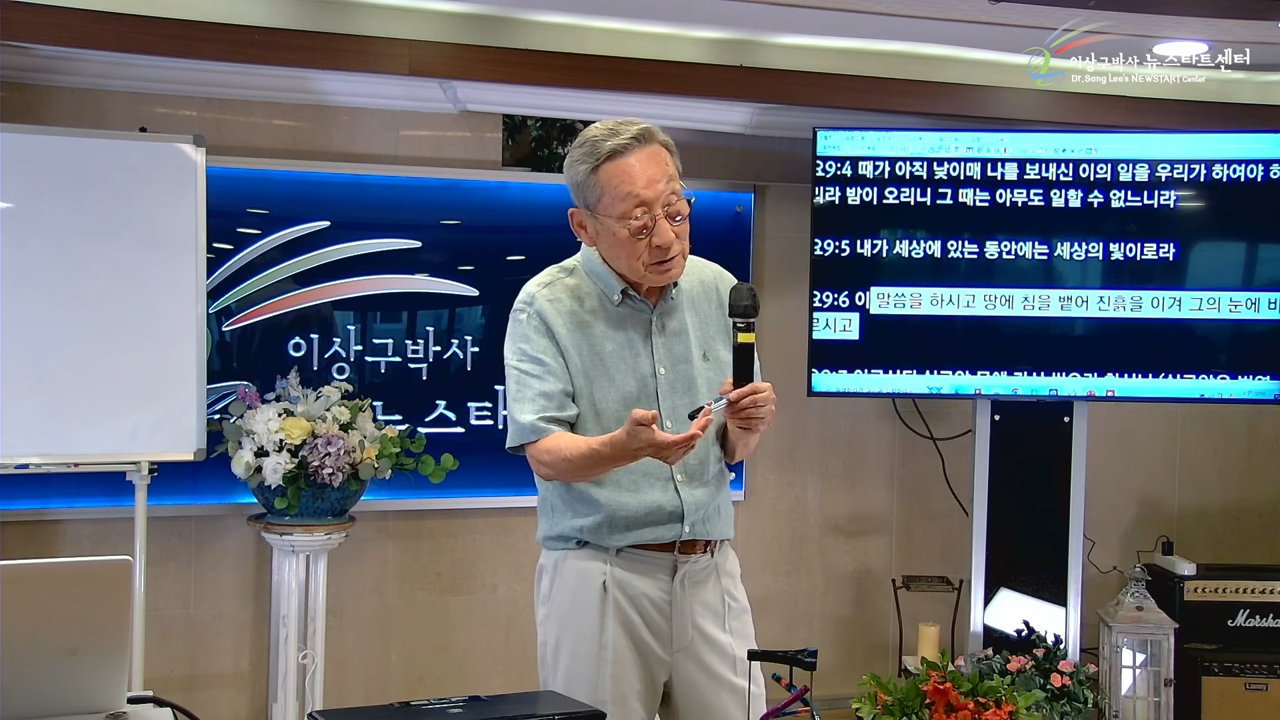 이상구박사 뉴스타트센터
Dr.Sang Lee's NEWSTART Center
이상구박사
뉴스타
29:4 때가 아직 낮이매 나를 보내신 이의 일을 우리가 하여야
리라 밤이 오리니 그 때는 아무도 일할 수 없느니라
29:5 내가 세상에 있는 동안에는 세상의 빛이로라
29:6 이 말씀을 하시고 땅에 침을 뱉어 진흙을 이겨 그의 눈에 바
르시고
Marsha
Laney